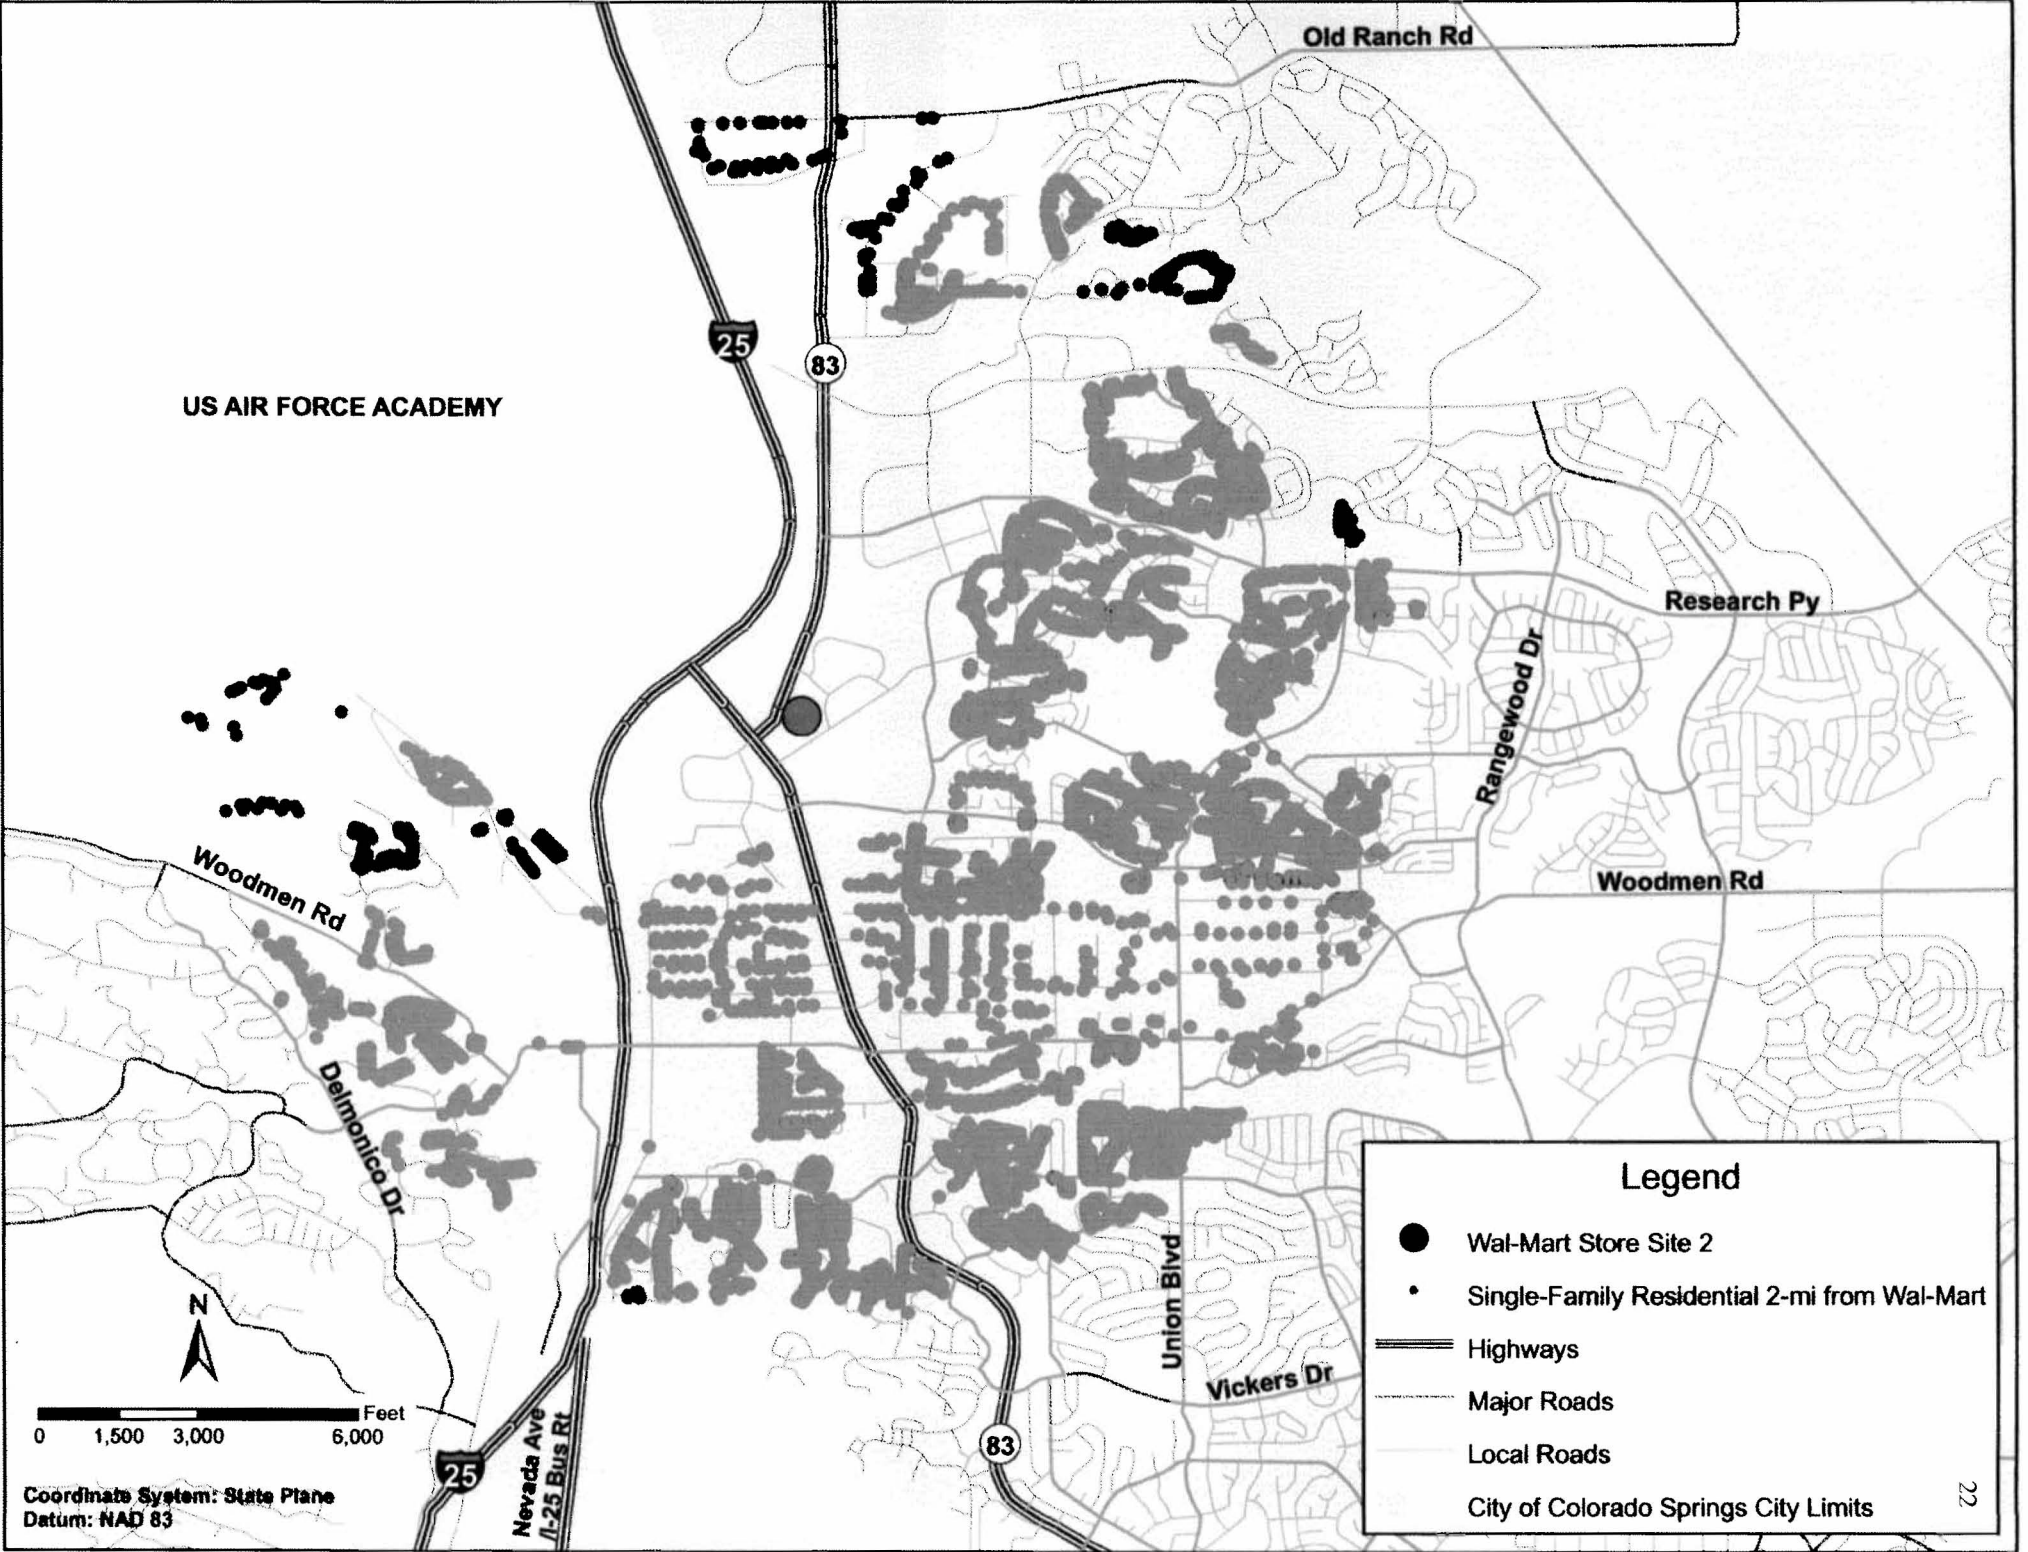 Old Ranch Rd
25
83
US AIR FORCE ACADEMY
Research Py
Rangewood Dr
Woodmen Rd
Woodmen Rd
Delmonico Dr
Union Blvd
Vickers Dr
83
25
Nevada Ave
/I-25 Bus Rt
N
Feet
0 1,500 3,000 6,000
Coordinate System: State Plane
Datum: NAD 83
Legend
Wal-Mart Store Site 2
Single-Family Residential 2-mi from Wal-Mart
Highways
Major Roads
Local Roads
City of Colorado Springs City Limits
22